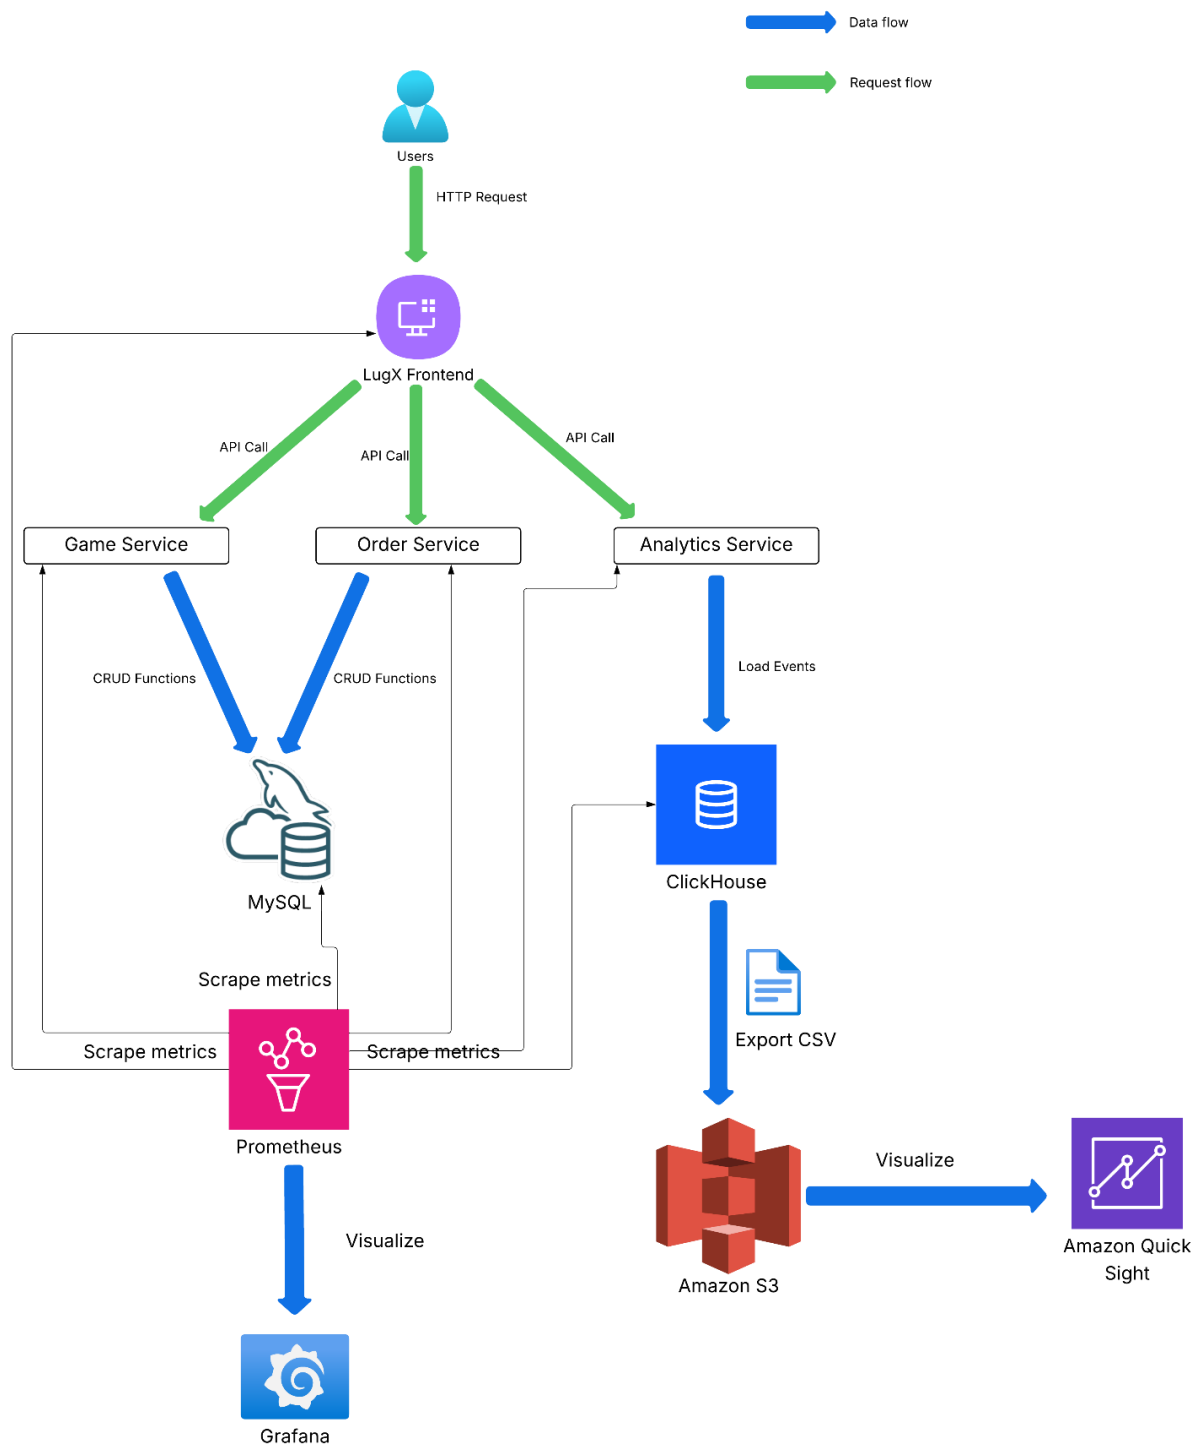 Data flow
Request flow
Users
HTTP Request
LugX Frontend
API Call
API Call
API Call
Game Service
Order Service
Analytics Service
CRUD Functions
CRUD Functions
Load Events
ClickHouse
MySQL
Scrape metrics
Export CSV
Scrape metrics
Scrape metrics
Prometheus
Visualize
Visualize
Amazon Quick
Sight
Amazon S3
Grafana